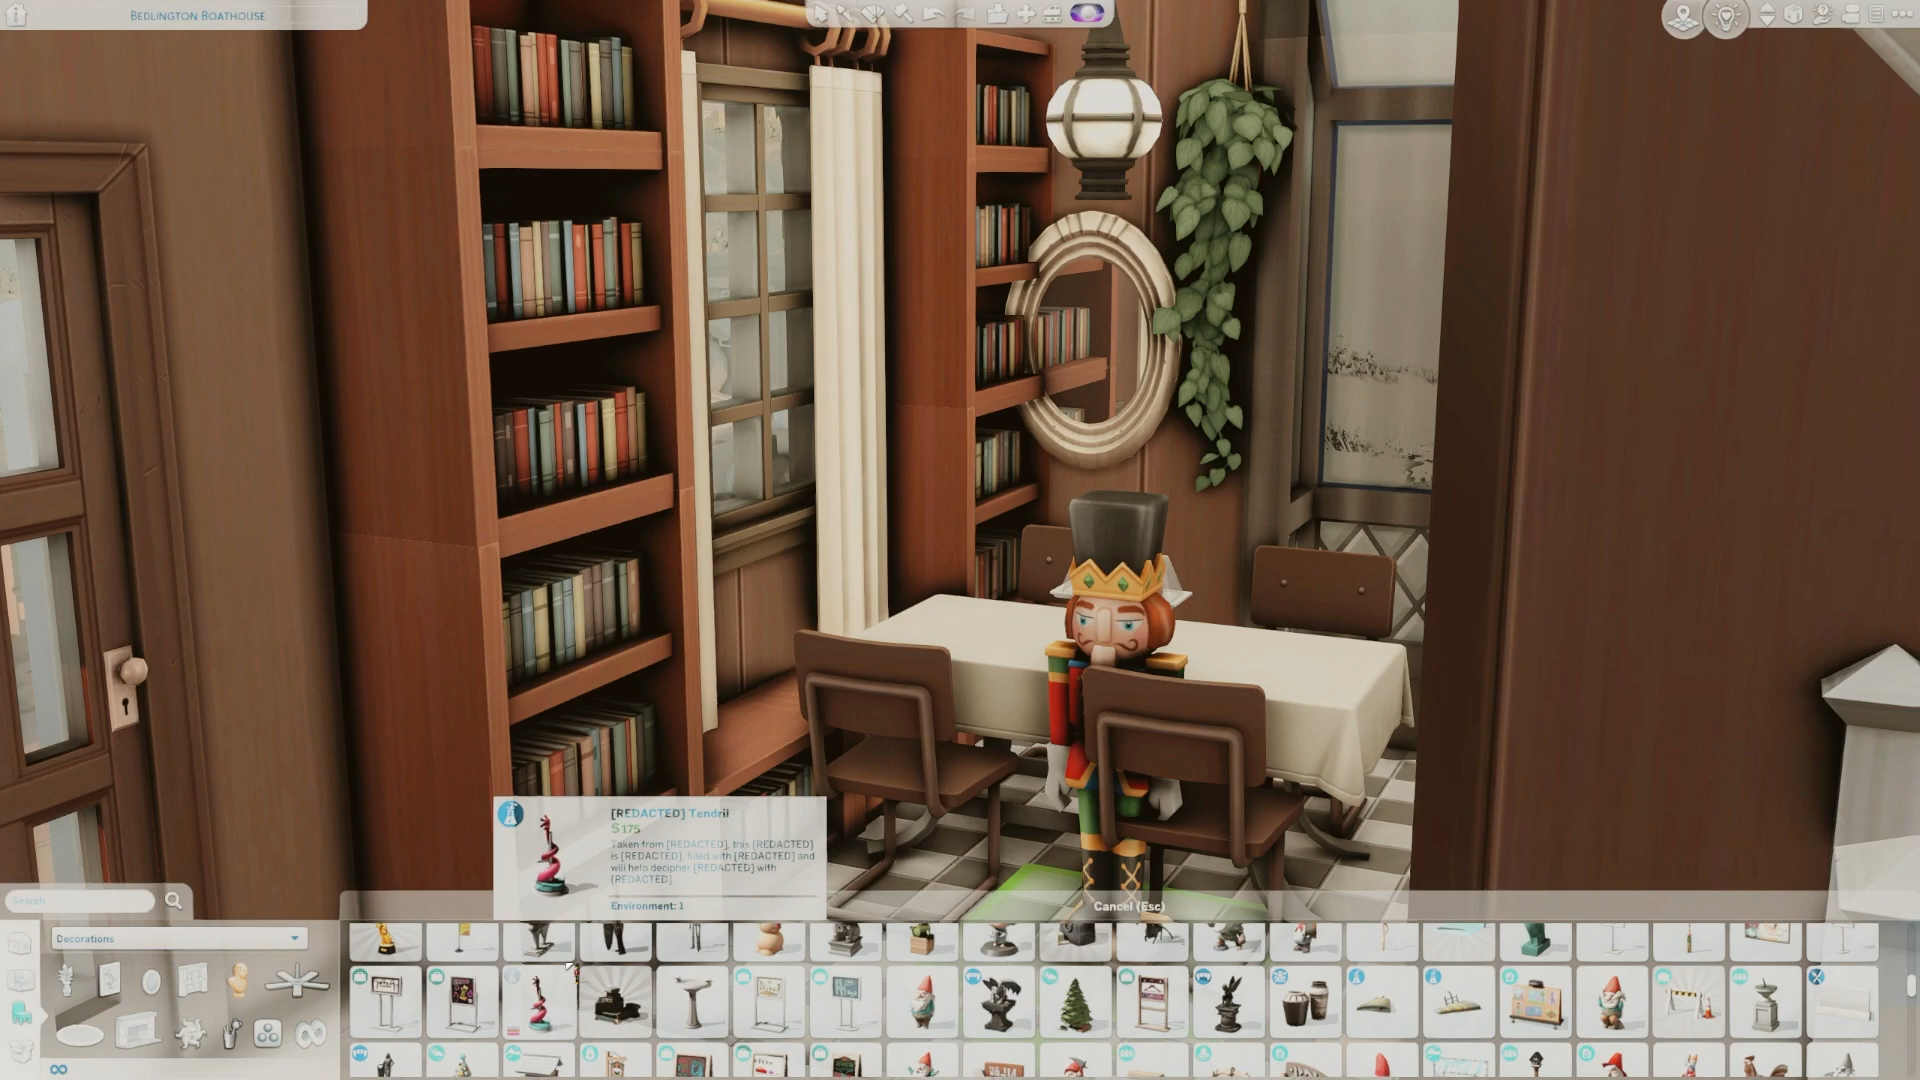 BEDLINGTON BOATHOUSE
[REDACTED] Tendril
§175
Taken from [REDACTED], this [REDACTED]
is [REDACTED], filled with [REDACTED] and
will help decipher [REDACTED] with
[REDACTED].
Environment: 1
Cancel (Esc)
Search
Decorations